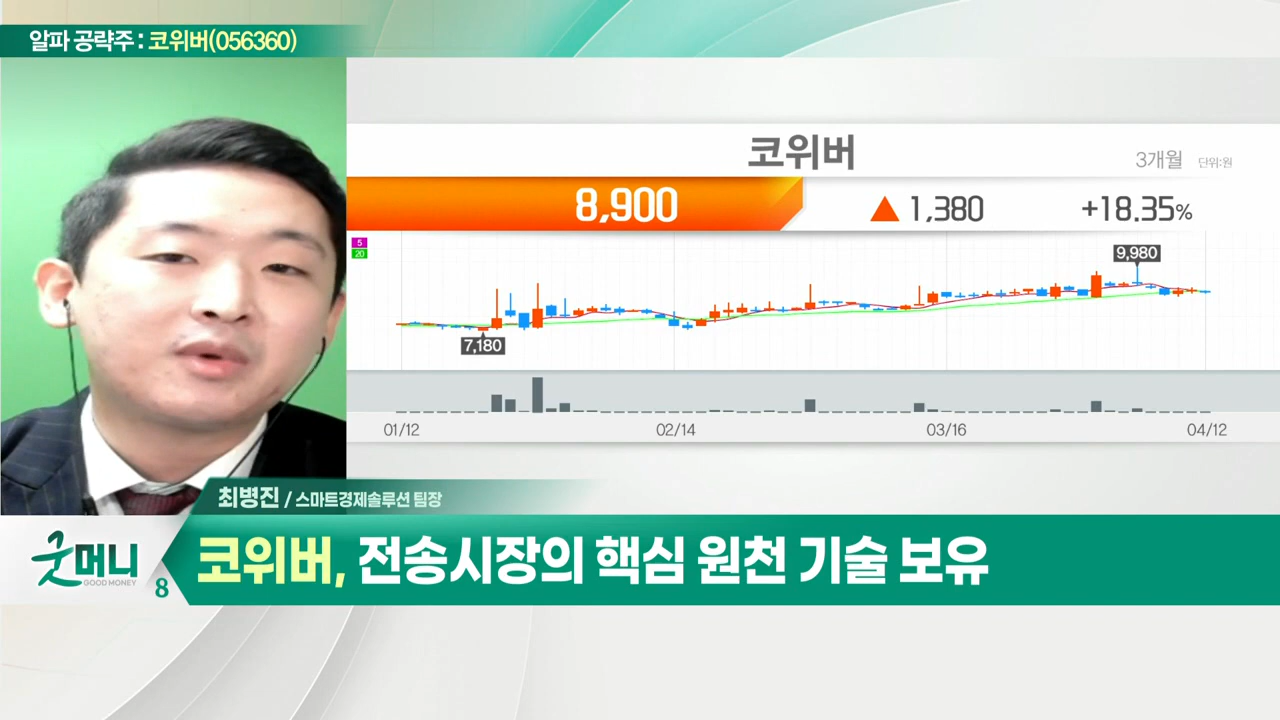 알파 공략주 : 코위버(056360)
코위버
3개월 단위:원
8,900 ▲ 1,380 +18.35%
5
20
9,980
7,180
01/12 02/14 03/16 04/12
최병진 / 스마트경제솔루션 팀장
굿머니
GOOD MONEY
8
코위버, 전송시장의 핵심 원천 기술 보유